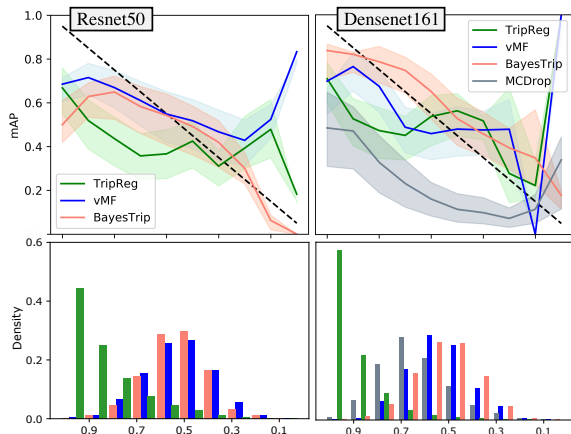 Resnet50
Densenet161
1.0
0.8
0.6
0.4
0.2
mAP
TripReg
vMF
BayesTrip
TripReg
vMF
BayesTrip
MCDrop
0.6
0.4
0.2
0.0
Density
0.9
0.7
0.5
0.3
0.1
0.9
0.7
0.5
0.3
0.1